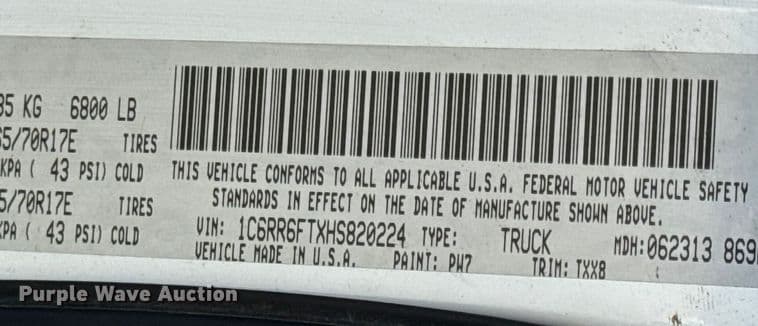 85 KG 6800 LB
65/70R17E TIRES
KPA ( 43 PSI) COLD
5/70R17E TIRES
KPA ( 43 PSI) COLD
THIS VEHICLE CONFORMS TO ALL APPLICABLE U.S.A. FEDERAL MOTOR VEHICLE SAFETY
STANDARDS IN EFFECT ON THE DATE OF MANUFACTURE SHOWN ABOVE.
VIN: 1C6RR6FTXHS820224 TYPE: TRUCK MDH:062313 869
VEHICLE MADE IN U.S.A. PAINT: PW7 TRIM: TXX8
Purple Wave Auction